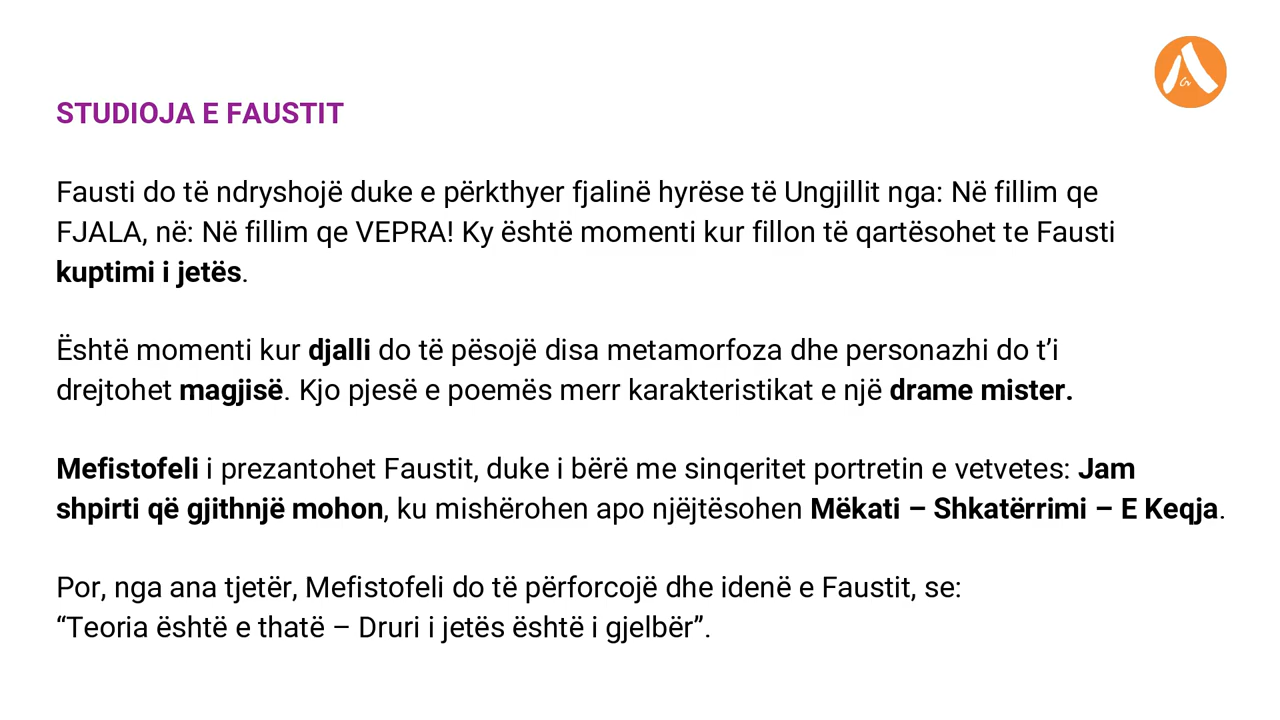 STUDIOJA E FAUSTIT
Fausti do të ndryshojë duke e përkthyer fjalinë hyrëse të Ungjillit nga: Në fillim qe
FJALA, në: Në fillim qe VEPRA! Ky është momenti kur fillon të qartësohet te Fausti
kuptimi i jetës.
Është momenti kur djalli do të pësojë disa metamorfoza dhe personazhi do t’i
drejtohet magjisë. Kjo pjesë e poemës merr karakteristikat e një drame mister.
Mefistofeli i prezantohet Faustit, duke i bërë me sinqeritet portretin e vetvetes: Jam
shpirti që gjithnjë mohon, ku mishërohen apo njëjtësohen Mëkati – Shkatërrimi – E Keqja.
Por, nga ana tjetër, Mefistofeli do të përforcojë dhe idenë e Faustit, se:
“Teoria është e thatë – Druri i jetës është i gjelbër”.